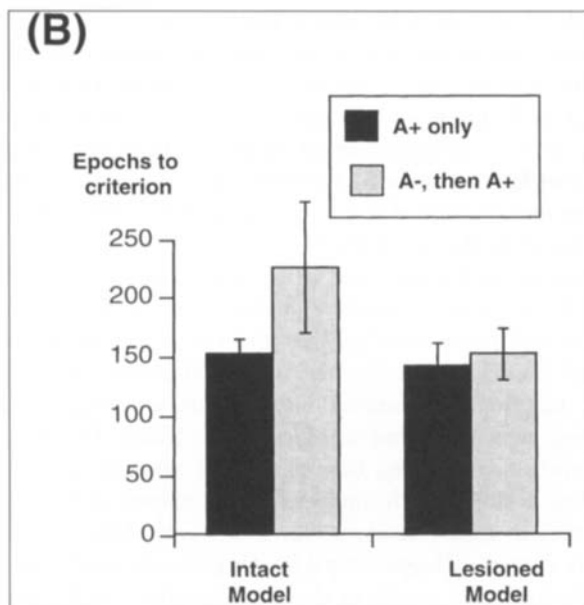 (B)
A+ only
A-, then A+
Epochs to
criterion
250
200
150
100
50
0
Intact
Model
Lesioned
Model